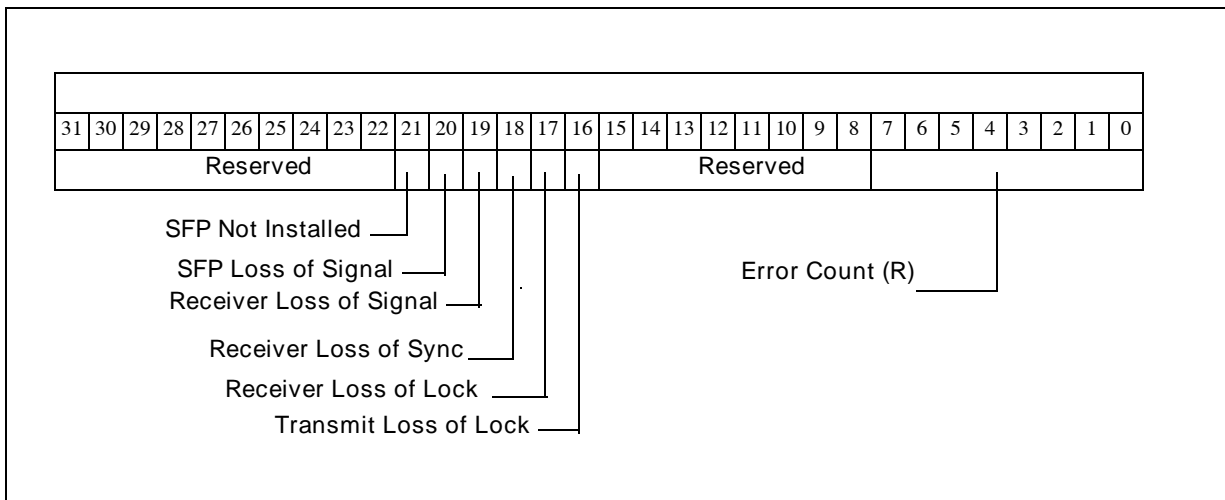 31 30 29 28 27 26 25 24 23 22 21 20 19 18 17 16 15 14 13 12 11 10 9 8 7 6 5 4 3 2 1 0
Reserved Reserved
SFP Not Installed
SFP Loss of Signal Error Count (R)
Receiver Loss of Signal
Receiver Loss of Sync
Receiver Loss of Lock
Transmit Loss of Lock